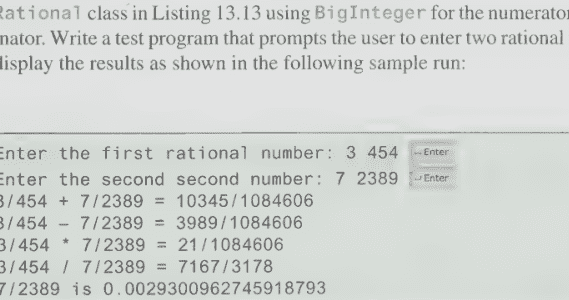 Rational class in Listing 13.13 using BigInteger for the numerator
nator. Write a test program that prompts the user to enter two rational
display the results as shown in the following sample run:
Enter the first rational number: 3 454 ↵Enter
Enter the second second number: 7 2389 ↵Enter
3/454 + 7/2389 = 10345/1084606
3/454 – 7/2389 = 3989/1084606
3/454 * 7/2389 = 21/1084606
3/454 / 7/2389 = 7167/3178
7/2389 is 0.0029300962745918793